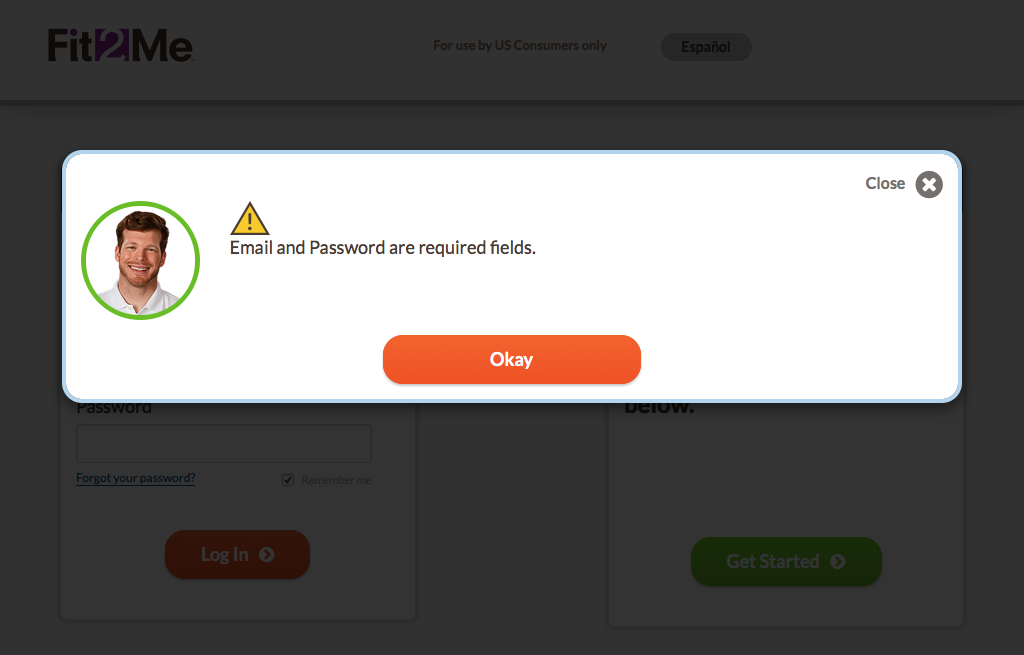 Fit2Me
For use by US Consumers only
Español
Close
Email and Password are required fields.
Okay
Password
below.
Forgot your password?
Remember me
Log In
Get Started